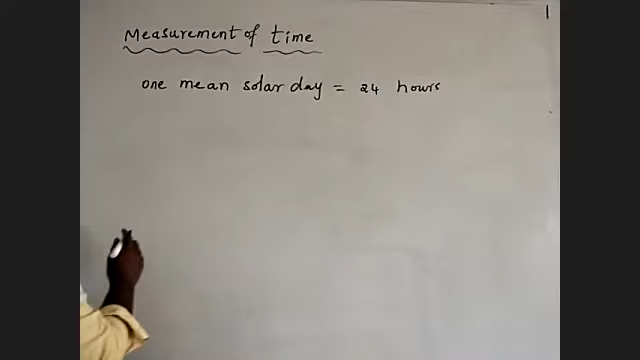 Measurement of time
one mean solar day = 24 hours